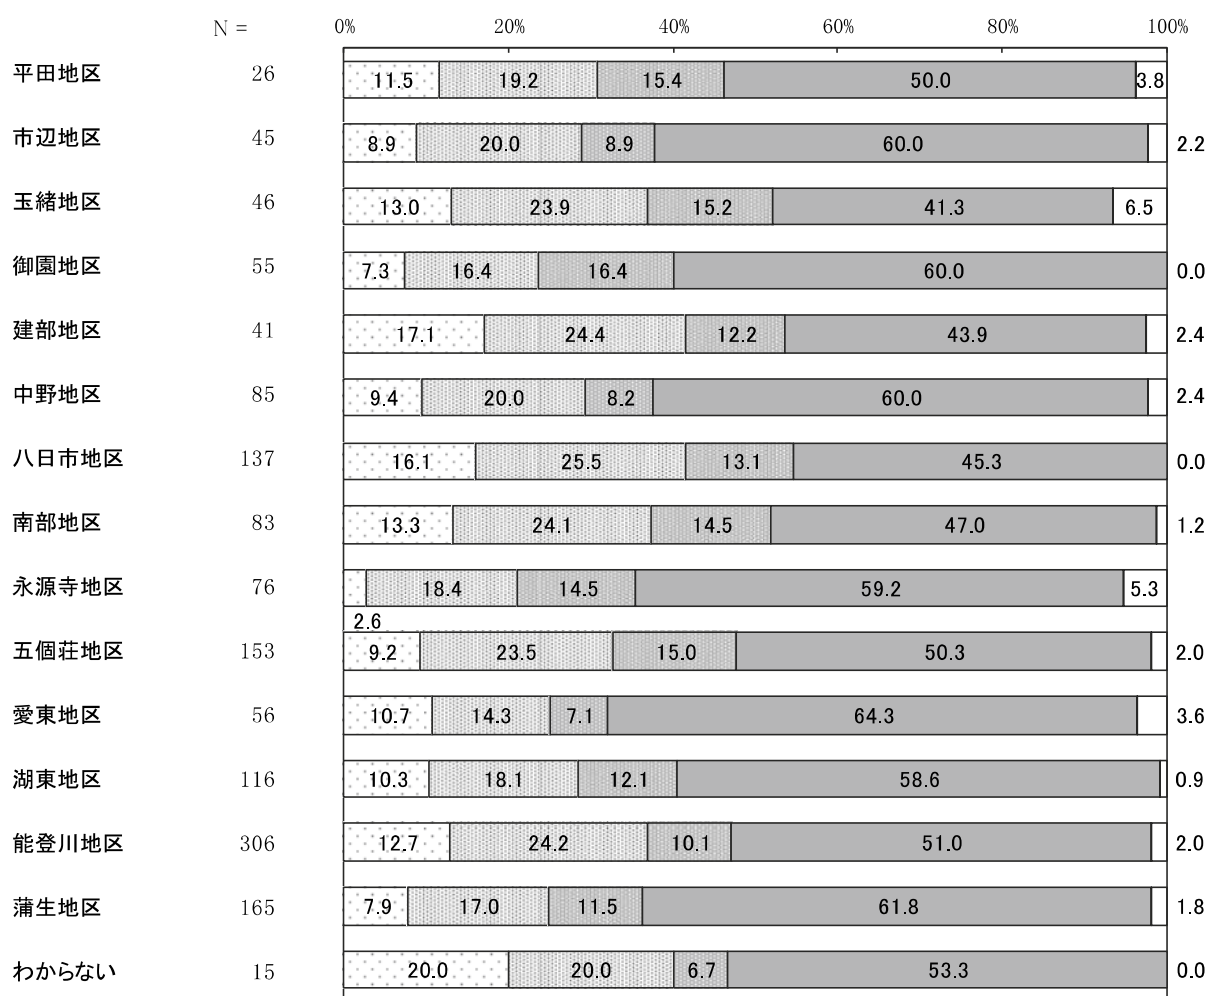 N = 0% 20% 40% 60% 80% 100%
平田地区 26 11.5 19.2 15.4 50.0 3.8
市辺地区 45 8.9 20.0 8.9 60.0 2.2
玉緒地区 46 13.0 23.9 15.2 41.3 6.5
御園地区 55 7.3 16.4 16.4 60.0 0.0
建部地区 41 17.1 24.4 12.2 43.9 2.4
中野地区 85 9.4 20.0 8.2 60.0 2.4
八日市地区 137 16.1 25.5 13.1 45.3 0.0
南部地区 83 13.3 24.1 14.5 47.0 1.2
永源寺地区 76 18.4 14.5 59.2 5.3
2.6
五個荘地区 153 9.2 23.5 15.0 50.3 2.0
愛東地区 56 10.7 14.3 7.1 64.3 3.6
湖東地区 116 10.3 18.1 12.1 58.6 0.9
能登川地区 306 12.7 24.2 10.1 51.0 2.0
蒲生地区 165 7.9 17.0 11.5 61.8 1.8
わからない 15 20.0 20.0 6.7 53.3 0.0